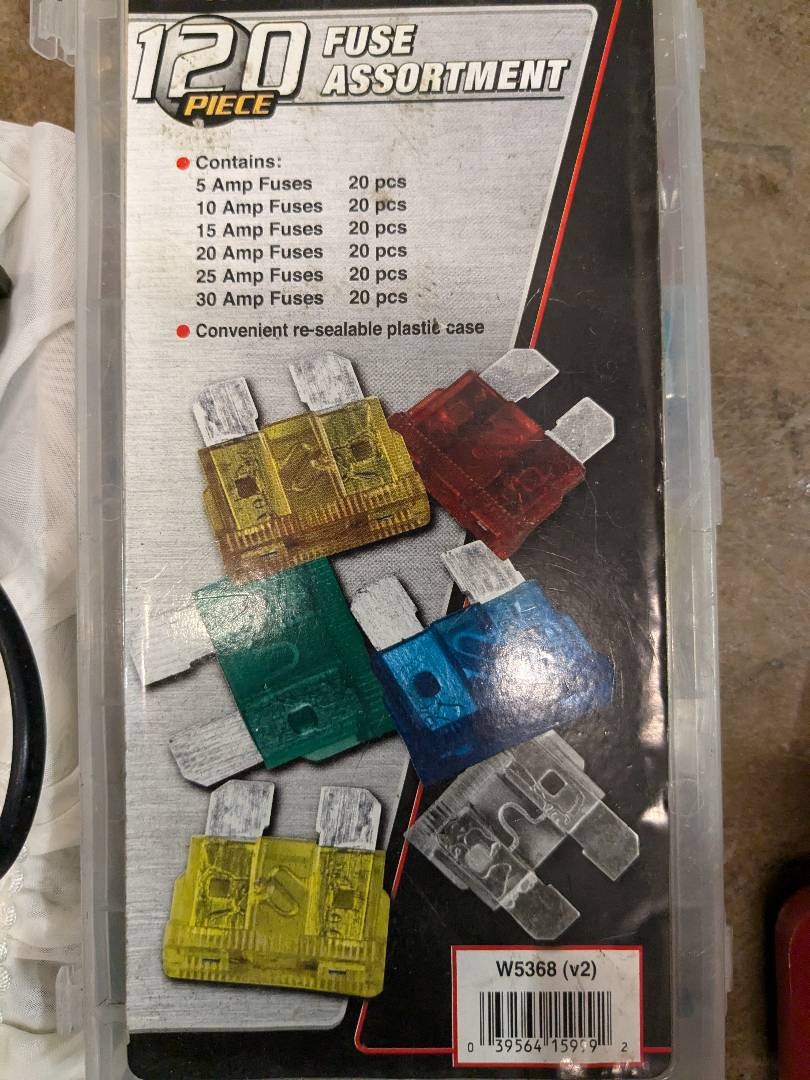 120
PIECE
FUSE
ASSORTMENT
Contains:
5 Amp Fuses 20 pcs
10 Amp Fuses 20 pcs
15 Amp Fuses 20 pcs
20 Amp Fuses 20 pcs
25 Amp Fuses 20 pcs
30 Amp Fuses 20 pcs
Convenient re-sealable plastic case
W5368 (v2)
0 39564 15999 2